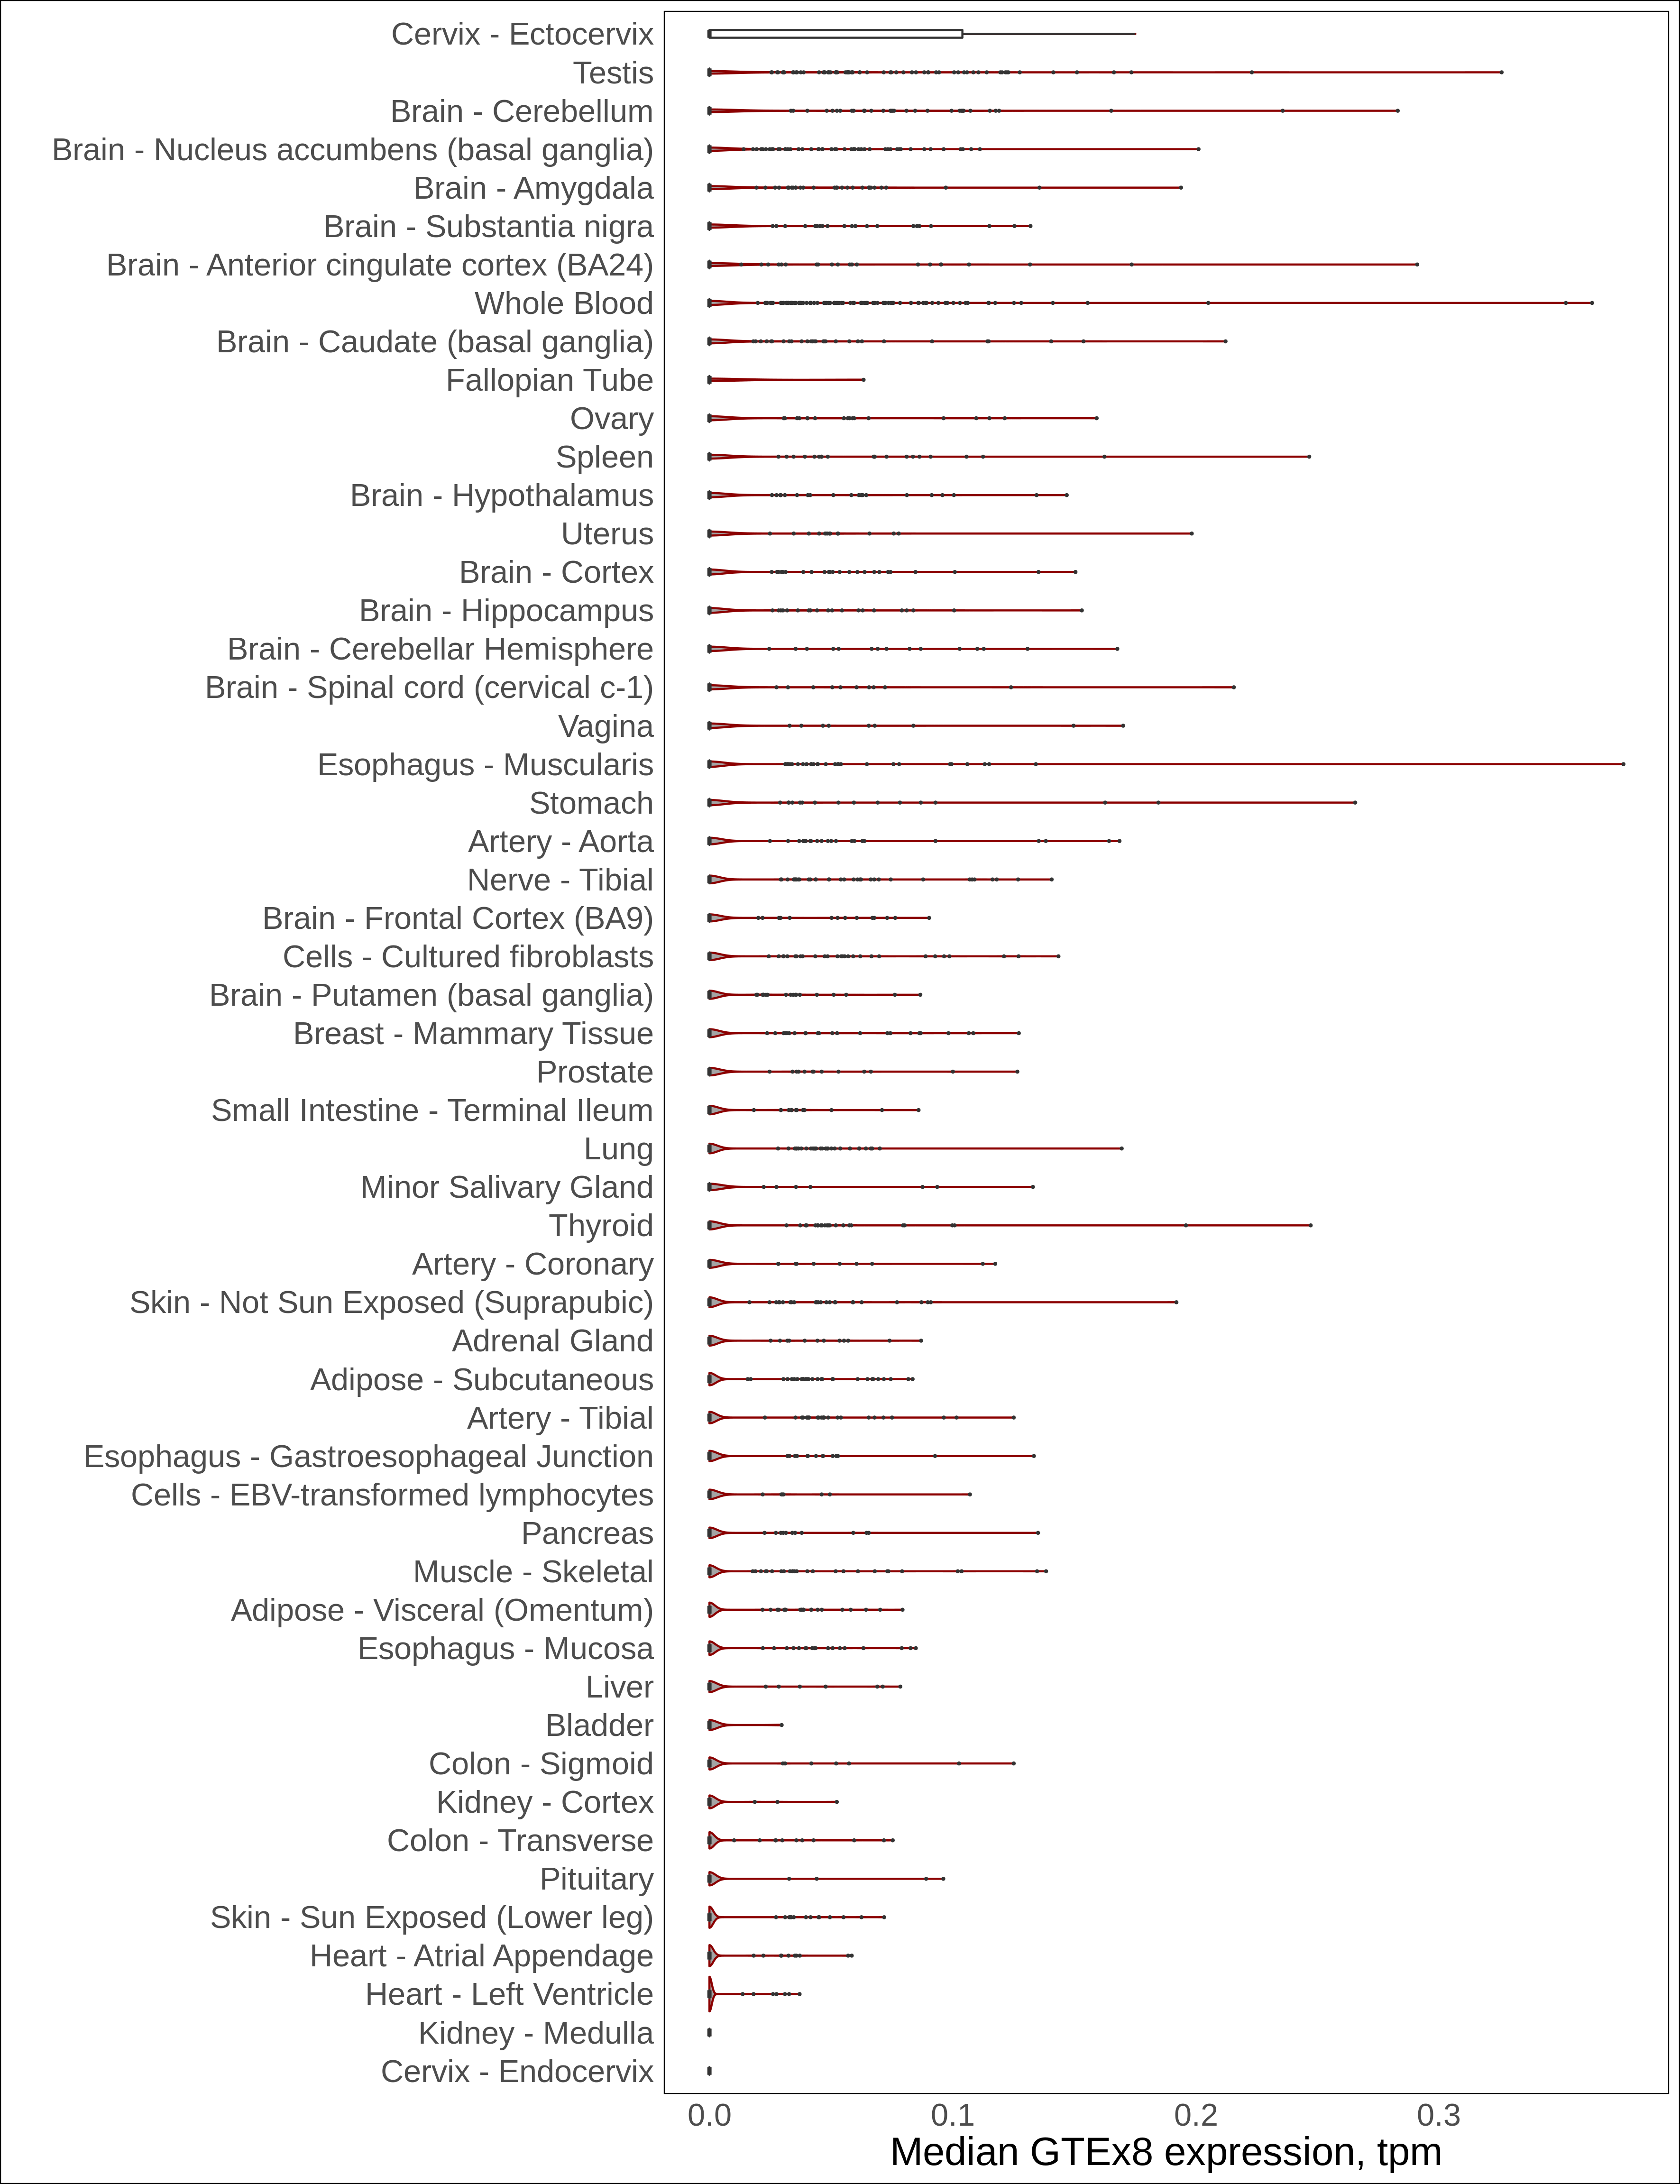 Cervix - Ectocervix
Testis
Brain - Cerebellum
Brain - Nucleus accumbens (basal ganglia)
Brain - Amygdala
Brain - Substantia nigra
Brain - Anterior cingulate cortex (BA24)
Whole Blood
Brain - Caudate (basal ganglia)
Fallopian Tube
Ovary
Spleen
Brain - Hypothalamus
Uterus
Brain - Cortex
Brain - Hippocampus
Brain - Cerebellar Hemisphere
Brain - Spinal cord (cervical c-1)
Vagina
Esophagus - Muscularis
Stomach
Artery - Aorta
Nerve - Tibial
Brain - Frontal Cortex (BA9)
Cells - Cultured fibroblasts
Brain - Putamen (basal ganglia)
Breast - Mammary Tissue
Prostate
Small Intestine - Terminal Ileum
Lung
Minor Salivary Gland
Thyroid
Artery - Coronary
Skin - Not Sun Exposed (Suprapubic)
Adrenal Gland
Adipose - Subcutaneous
Artery - Tibial
Esophagus - Gastroesophageal Junction
Cells - EBV-transformed lymphocytes
Pancreas
Muscle - Skeletal
Adipose - Visceral (Omentum)
Esophagus - Mucosa
Liver
Bladder
Colon - Sigmoid
Kidney - Cortex
Colon - Transverse
Pituitary
Skin - Sun Exposed (Lower leg)
Heart - Atrial Appendage
Heart - Left Ventricle
Kidney - Medulla
Cervix - Endocervix
0.0 0.1 0.2 0.3
Median GTEx8 expression, tpm